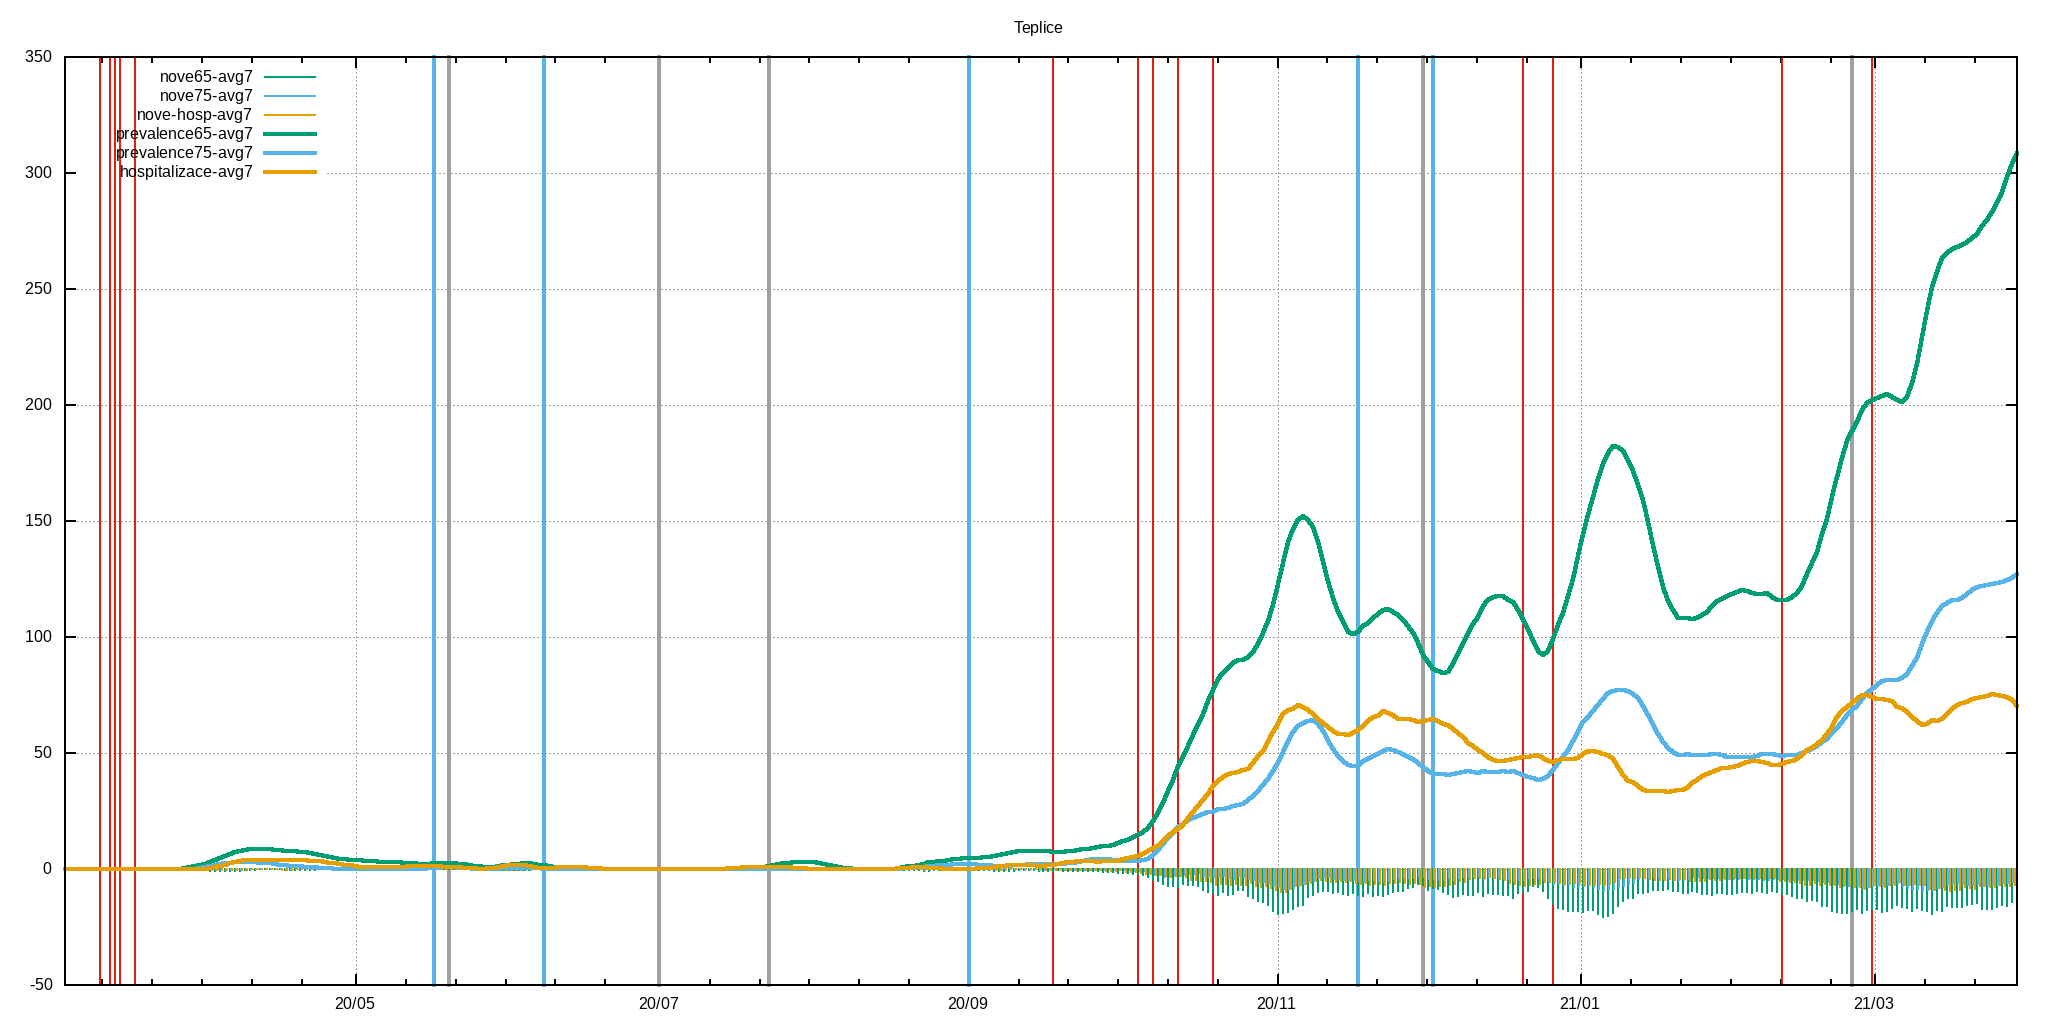 Teplice
350
300
250
200
150
100
50
0
-50
nove65-avg7
nove75-avg7
nove-hosp-avg7
prevalence65-avg7
prevalence75-avg7
hospitalizace-avg7
20/05
20/07
20/09
20/11
21/01
21/03